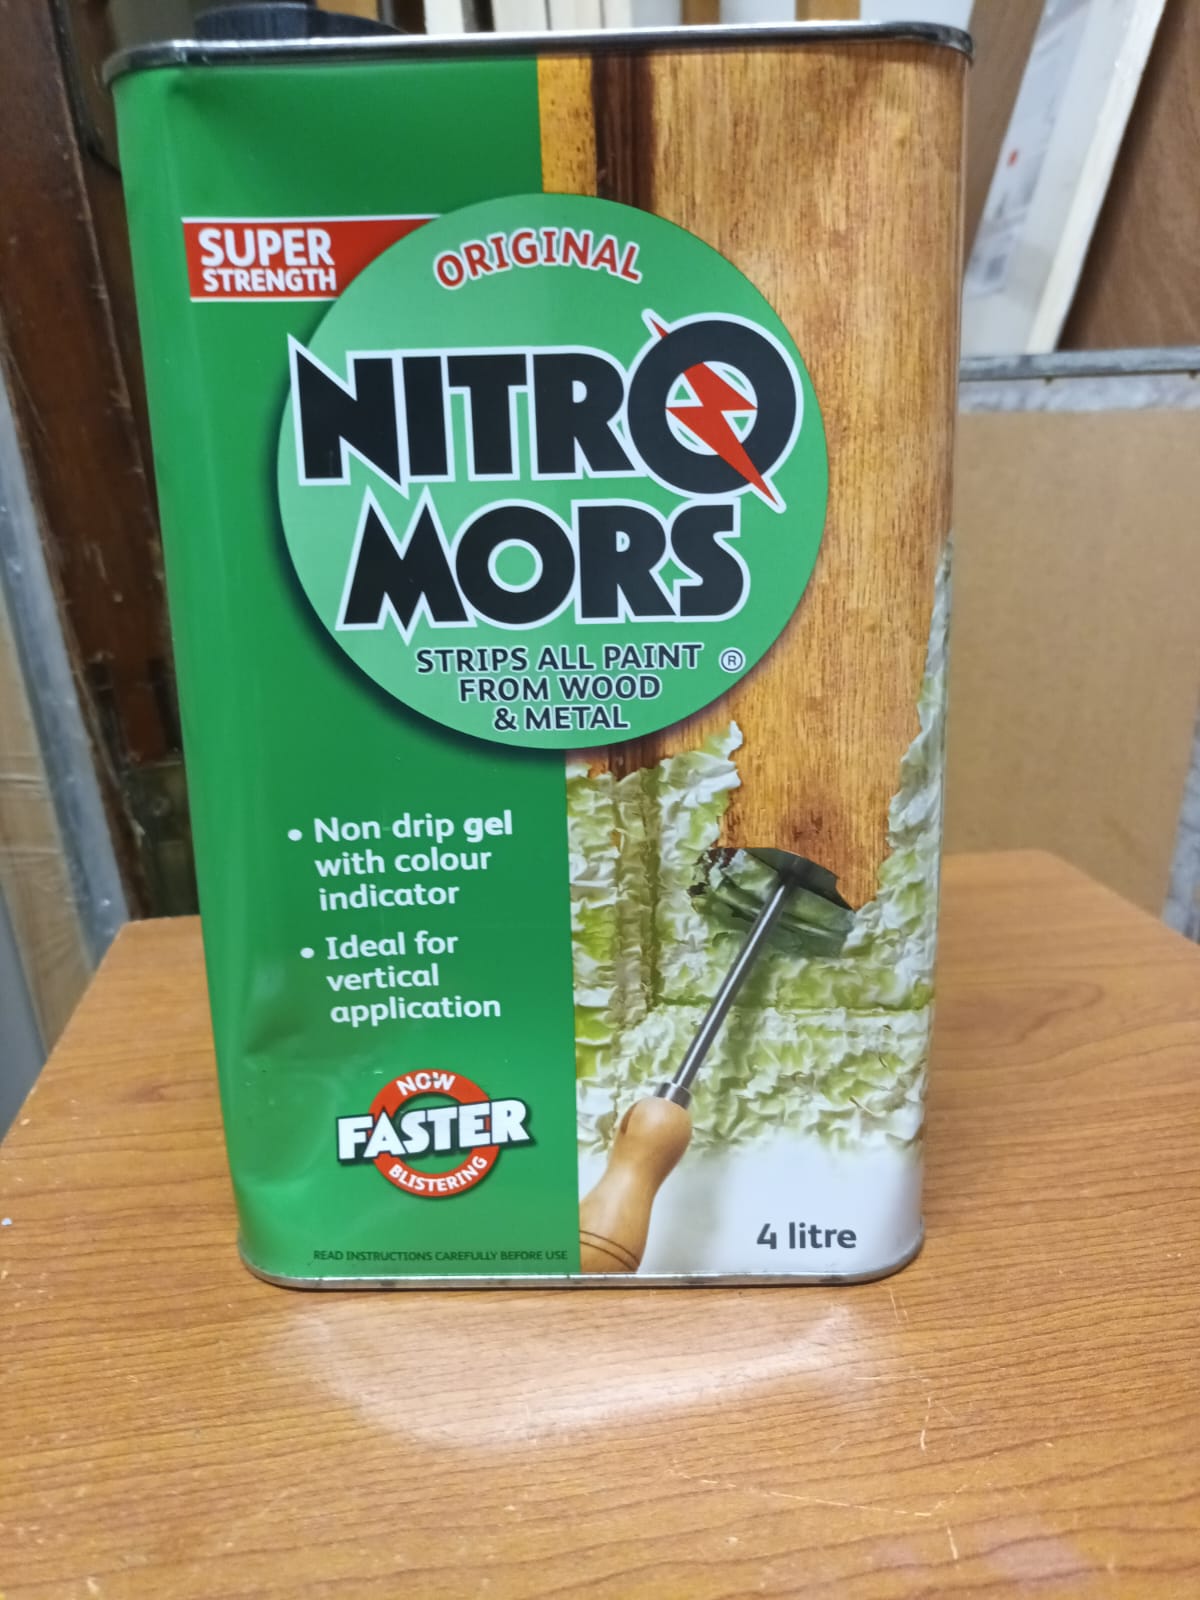 SUPER
STRENGTH
ORIGINAL
NITRO
MORS
STRIPS ALL PAINT ®
FROM WOOD
& METAL
• Non drip gel
with colour
indicator
• Ideal for
vertical
application
NOW
FASTER
BLISTERING
READ INSTRUCTIONS CAREFULLY BEFORE USE
4 litre